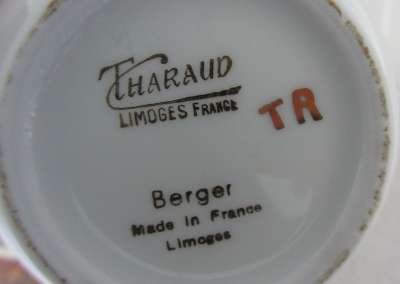 THARAUD
LIMOGES FRANCE
TR
Berger
Made in France
Limoges